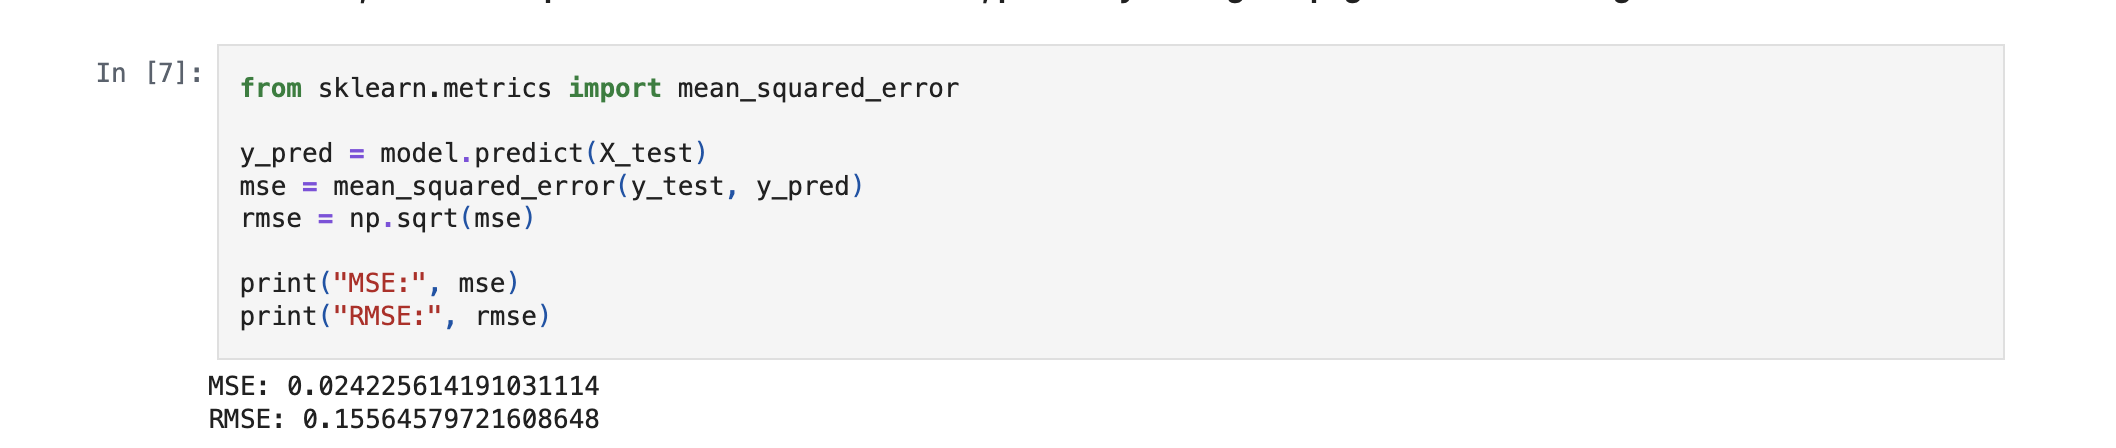 In [7]:
from sklearn.metrics import mean_squared_error
y_pred = model.predict(X_test)
mse = mean_squared_error(y_test, y_pred)
rmse = np.sqrt(mse)
print("MSE:", mse)
print("RMSE:", rmse)
MSE: 0.024225614191031114
RMSE: 0.15564579721608648